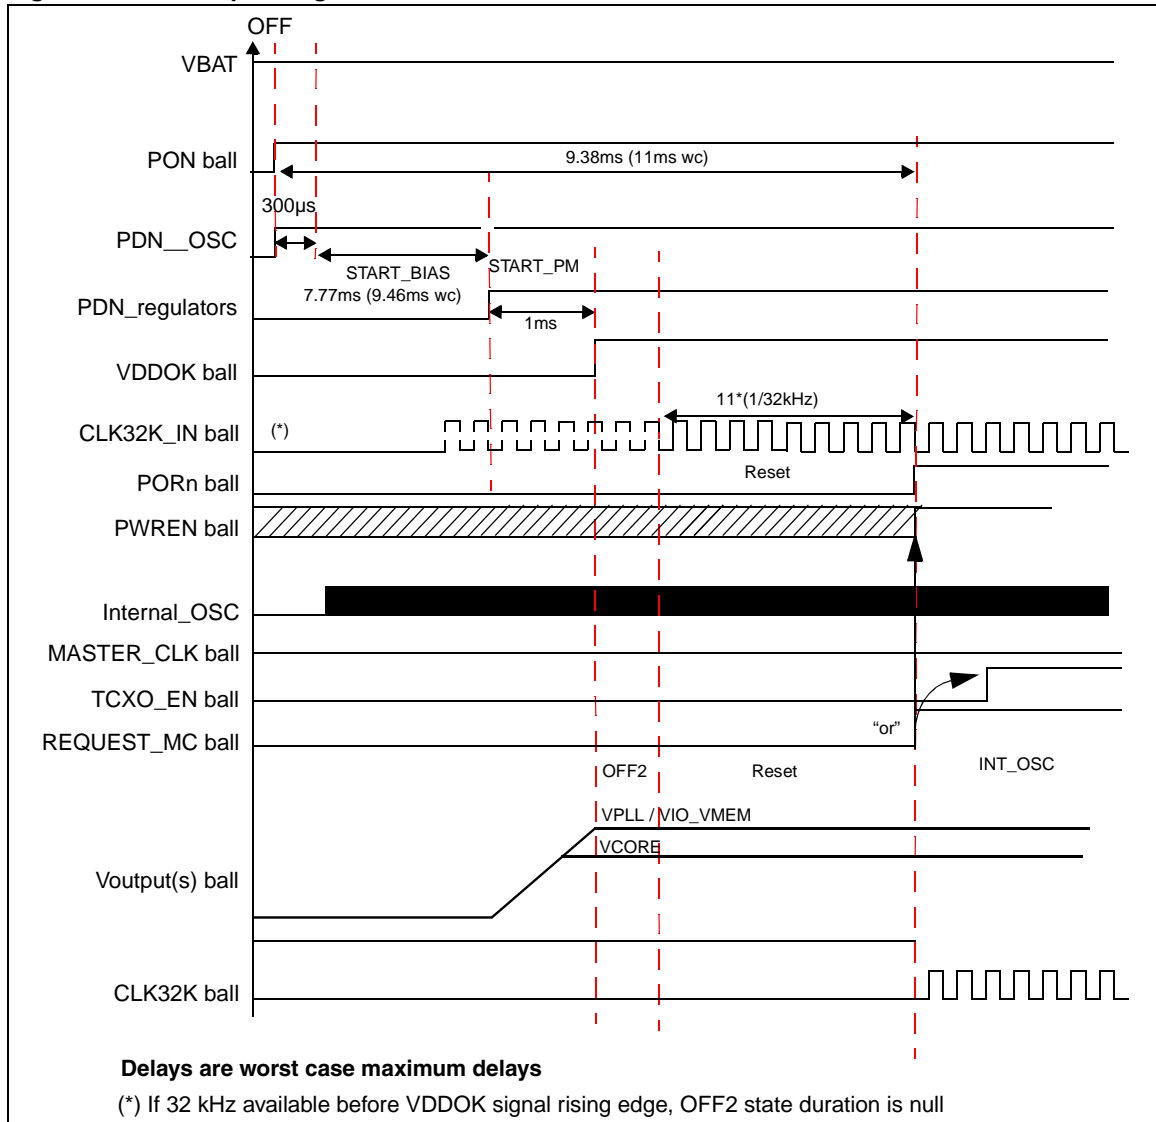 OFF
VBAT
PON ball
9.38ms (11ms wc)
300µs
PDN__OSC
START_BIAS
START_PM
7.77ms (9.46ms wc)
PDN_regulators
1ms
VDDOK ball
11*(1/32kHz)
CLK32K_IN ball
(*)
Reset
PORn ball
PWREN ball
Internal_OSC
MASTER_CLK ball
TCXO_EN ball
“or”
REQUEST_MC ball
OFF2
Reset
INT_OSC
VPLL / VIO_VMEM
VCORE
Voutput(s) ball
CLK32K ball
Delays are worst case maximum delays
(*) If 32 kHz available before VDDOK signal rising edge, OFF2 state duration is null